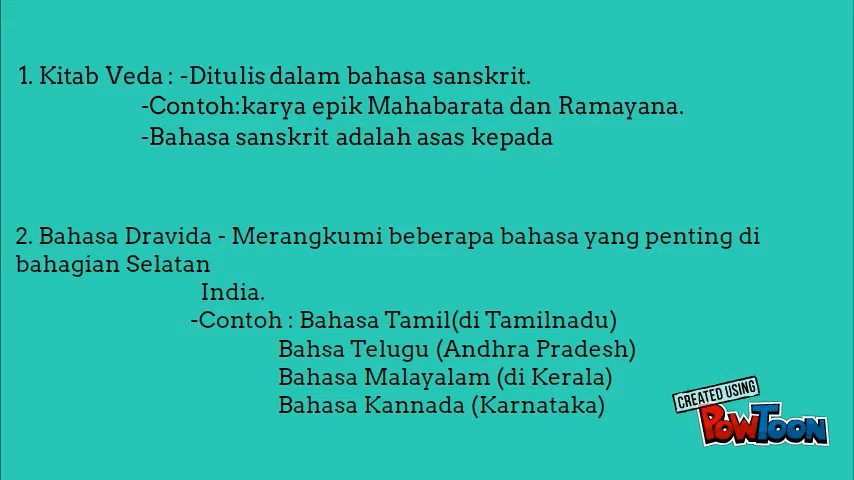 1. Kitab Veda : -Ditulis dalam bahasa sanskrit.
-Contoh:karya epik Mahabarata dan Ramayana.
-Bahasa sanskrit adalah asas kepada
2. Bahasa Dravida - Merangkumi beberapa bahasa yang penting di
bahagian Selatan
India.
-Contoh : Bahasa Tamil(di Tamilnadu)
Bahsa Telugu (Andhra Pradesh)
Bahasa Malayalam (di Kerala)
Bahasa Kannada (Karnataka)
CREATED USING
POWTOON